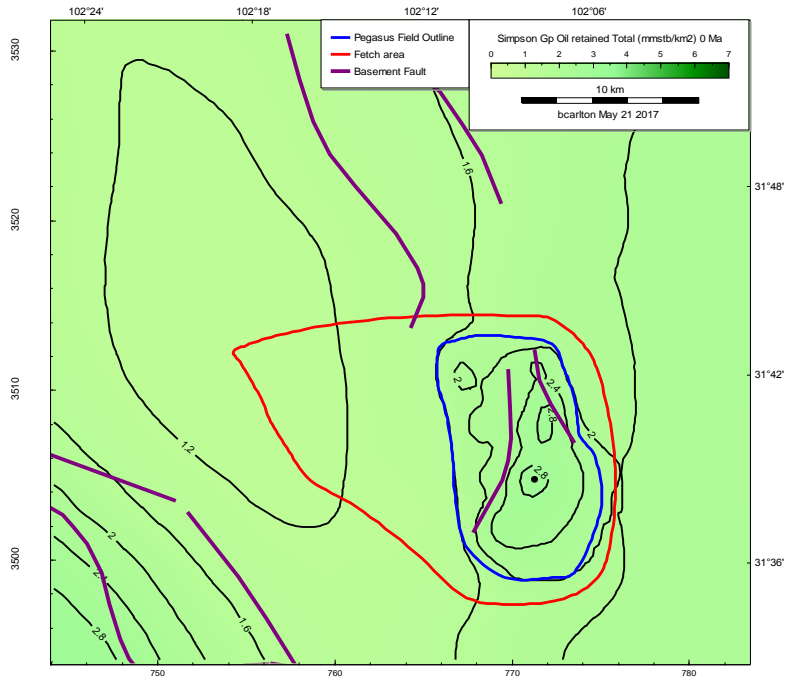 102°24' 102°18' 102°12' 102°06'
Pegasus Field Outline
Fetch area
Basement Fault
Simpson Gp Oil retained Total (mmstb/km2) 0 Ma
0 1 2 3 4 5 6 7
10 km
bcarlton May 21 2017
3530
3520
3510
3500
31°48'
31°42'
31°36'
1.6
1.2
2
2.4
2.8
2
2.8
2
2.4
2.8
1.6
750 760 770 780